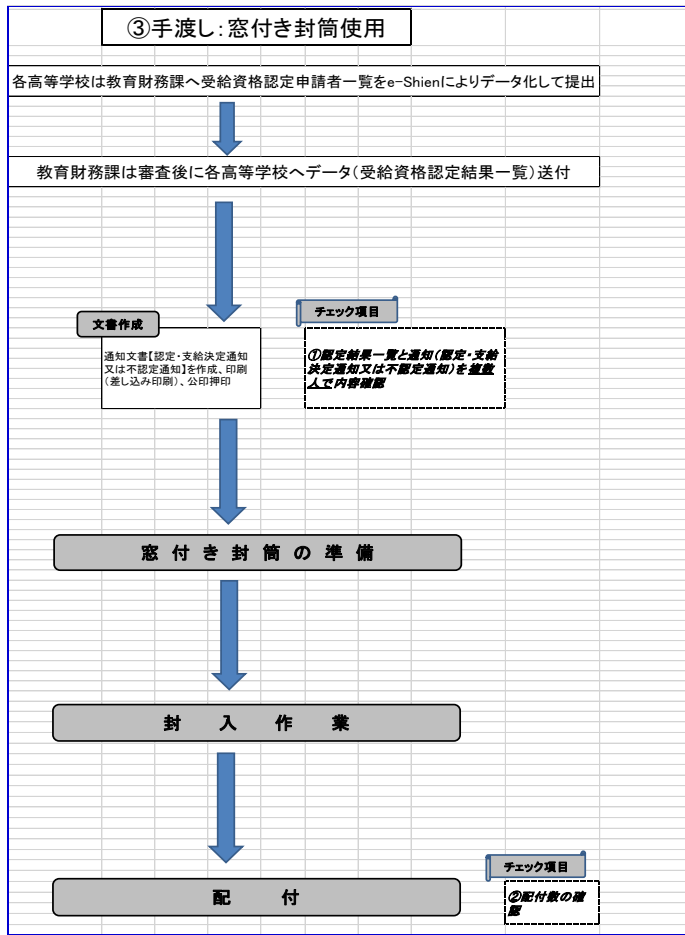 ③手渡し:窓付き封筒使用
各高等学校は教育財務課へ受給資格認定申請者一覧をe-Shienによりデータ化して提出
教育財務課は審査後に各高等学校へデータ(受給資格認定結果一覧)送付
文書作成
通知文書【認定・支給決定通知
又は不認定通知】を作成、印刷
(差し込み印刷)、公印押印
チェック項目
①認定結果一覧と通知(認定・支給
決定通知又は不認定通知)を複数
人で内容確認
窓付き封筒の準備
封入作業
配付
チェック項目
②配付数の確
認